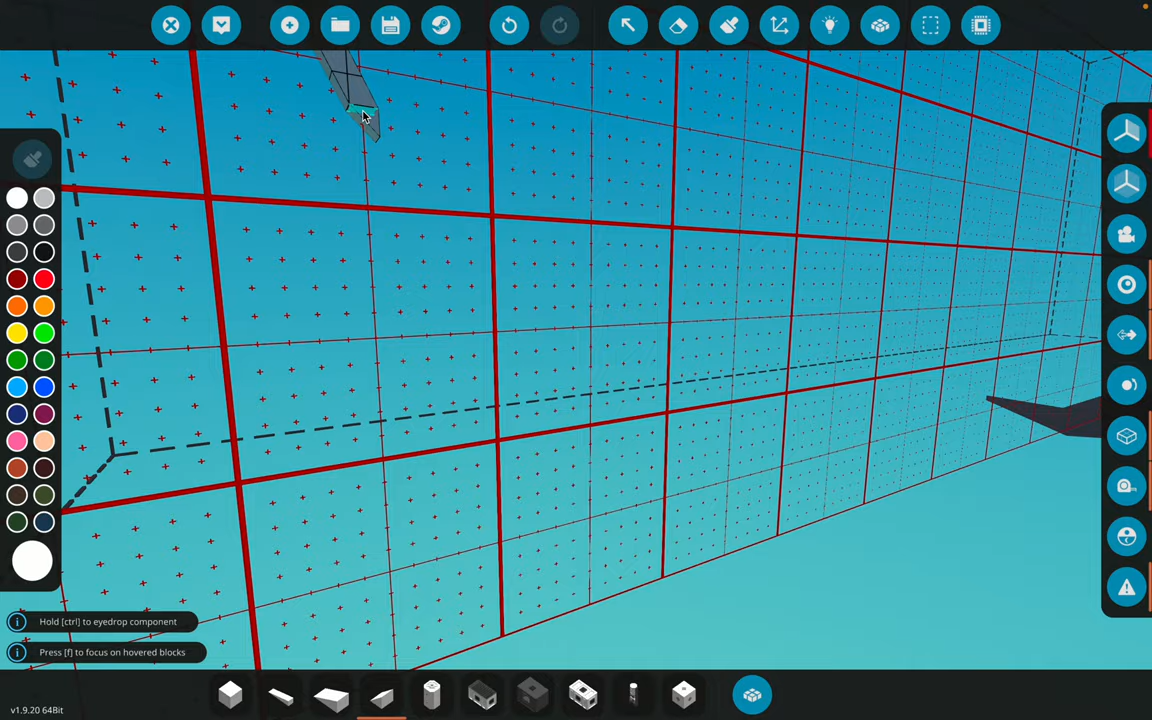 Hold [ctrl] to eyedrop component
Press [f] to focus on hovered blocks
v1.9.20 64Bit